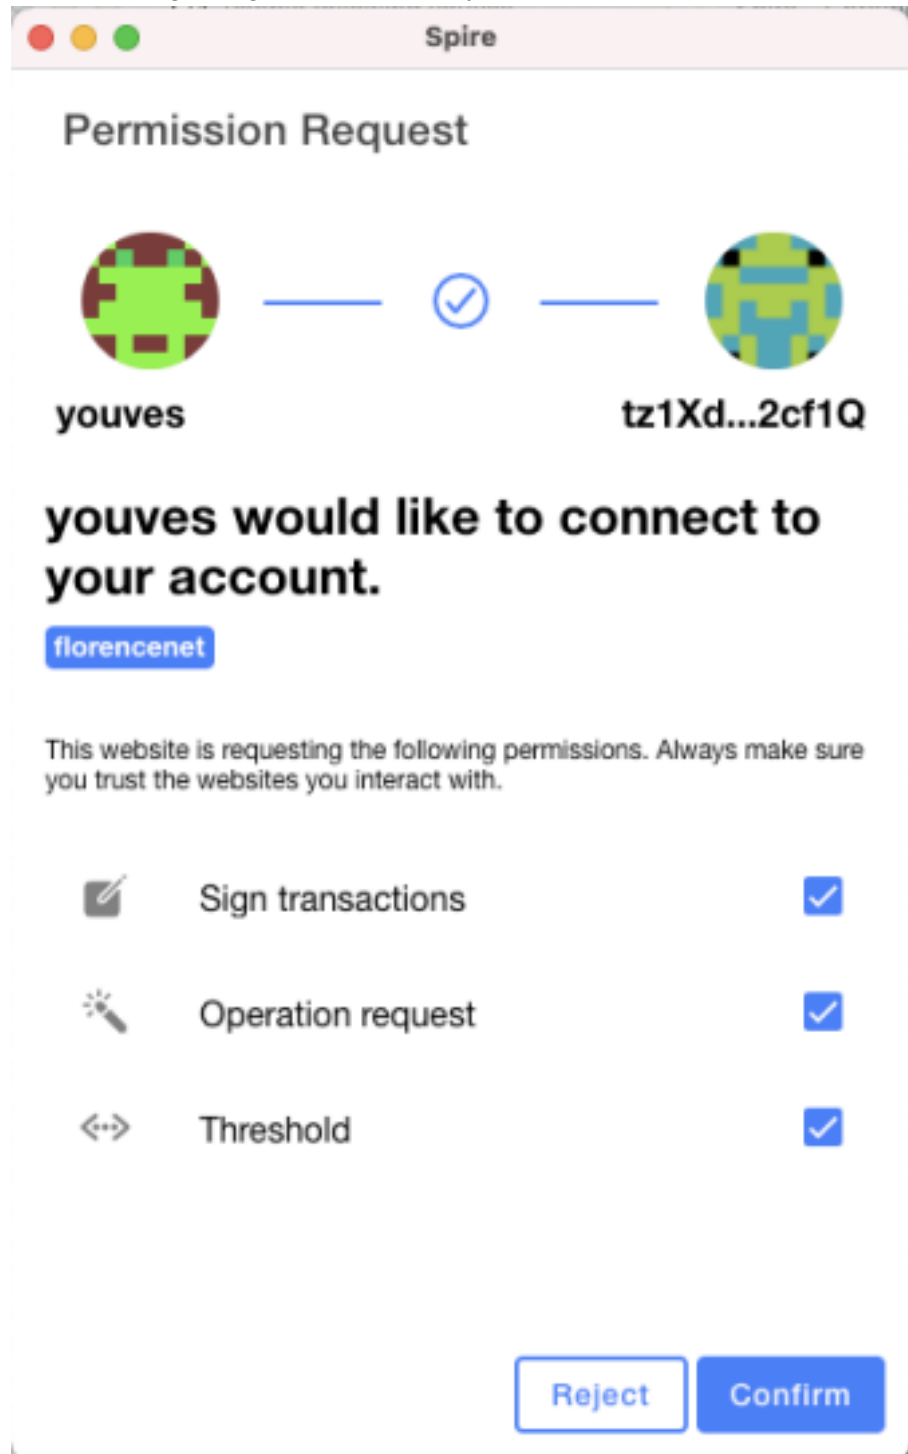 Spire
Permission Request
youves
tz1Xd...2cf1Q
youves would like to connect to
your account.
florencenet
This website is requesting the following permissions. Always make sure
you trust the websites you interact with.
Sign transactions
Operation request
Threshold
Reject
Confirm